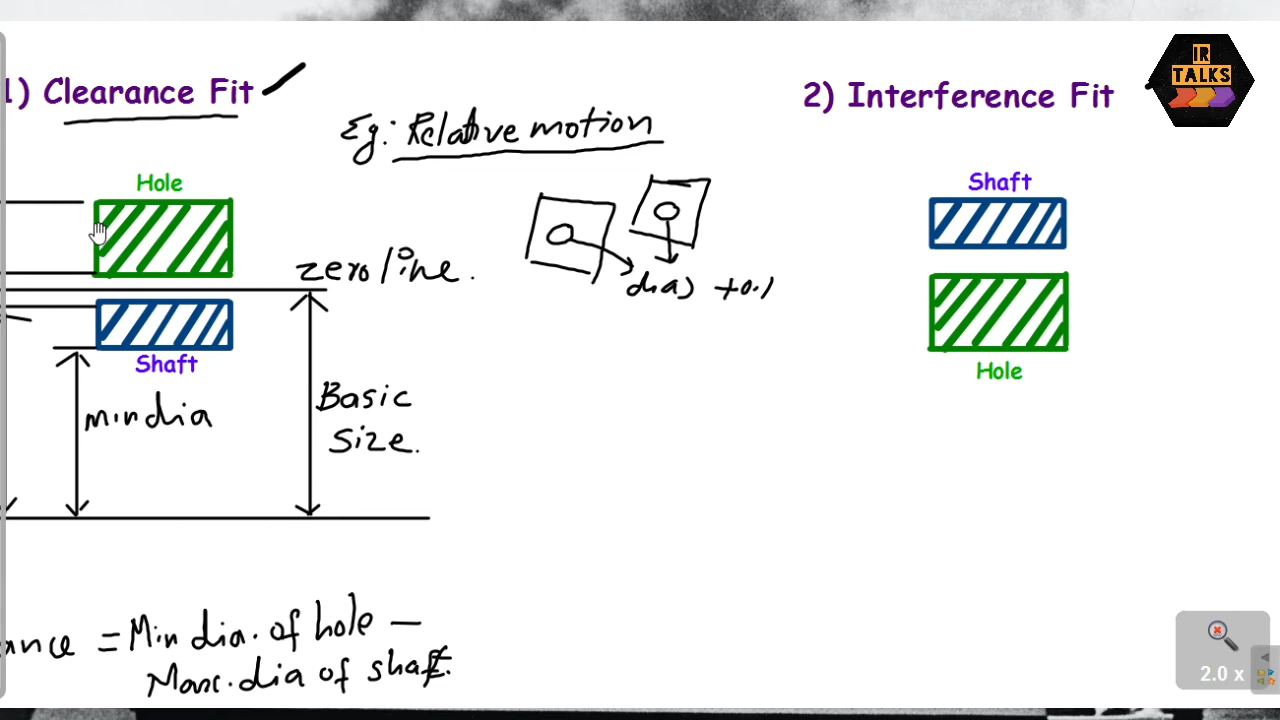 1) Clearance Fit
Eg: Relative motion
Hole
zero line.
Shaft
min dia
Basic
Size.
= Min dia. of hole –
Max. dia of shaft.
dia) +0.1
2) Interference Fit
Shaft
Hole
IR
TALKS
2.0 x